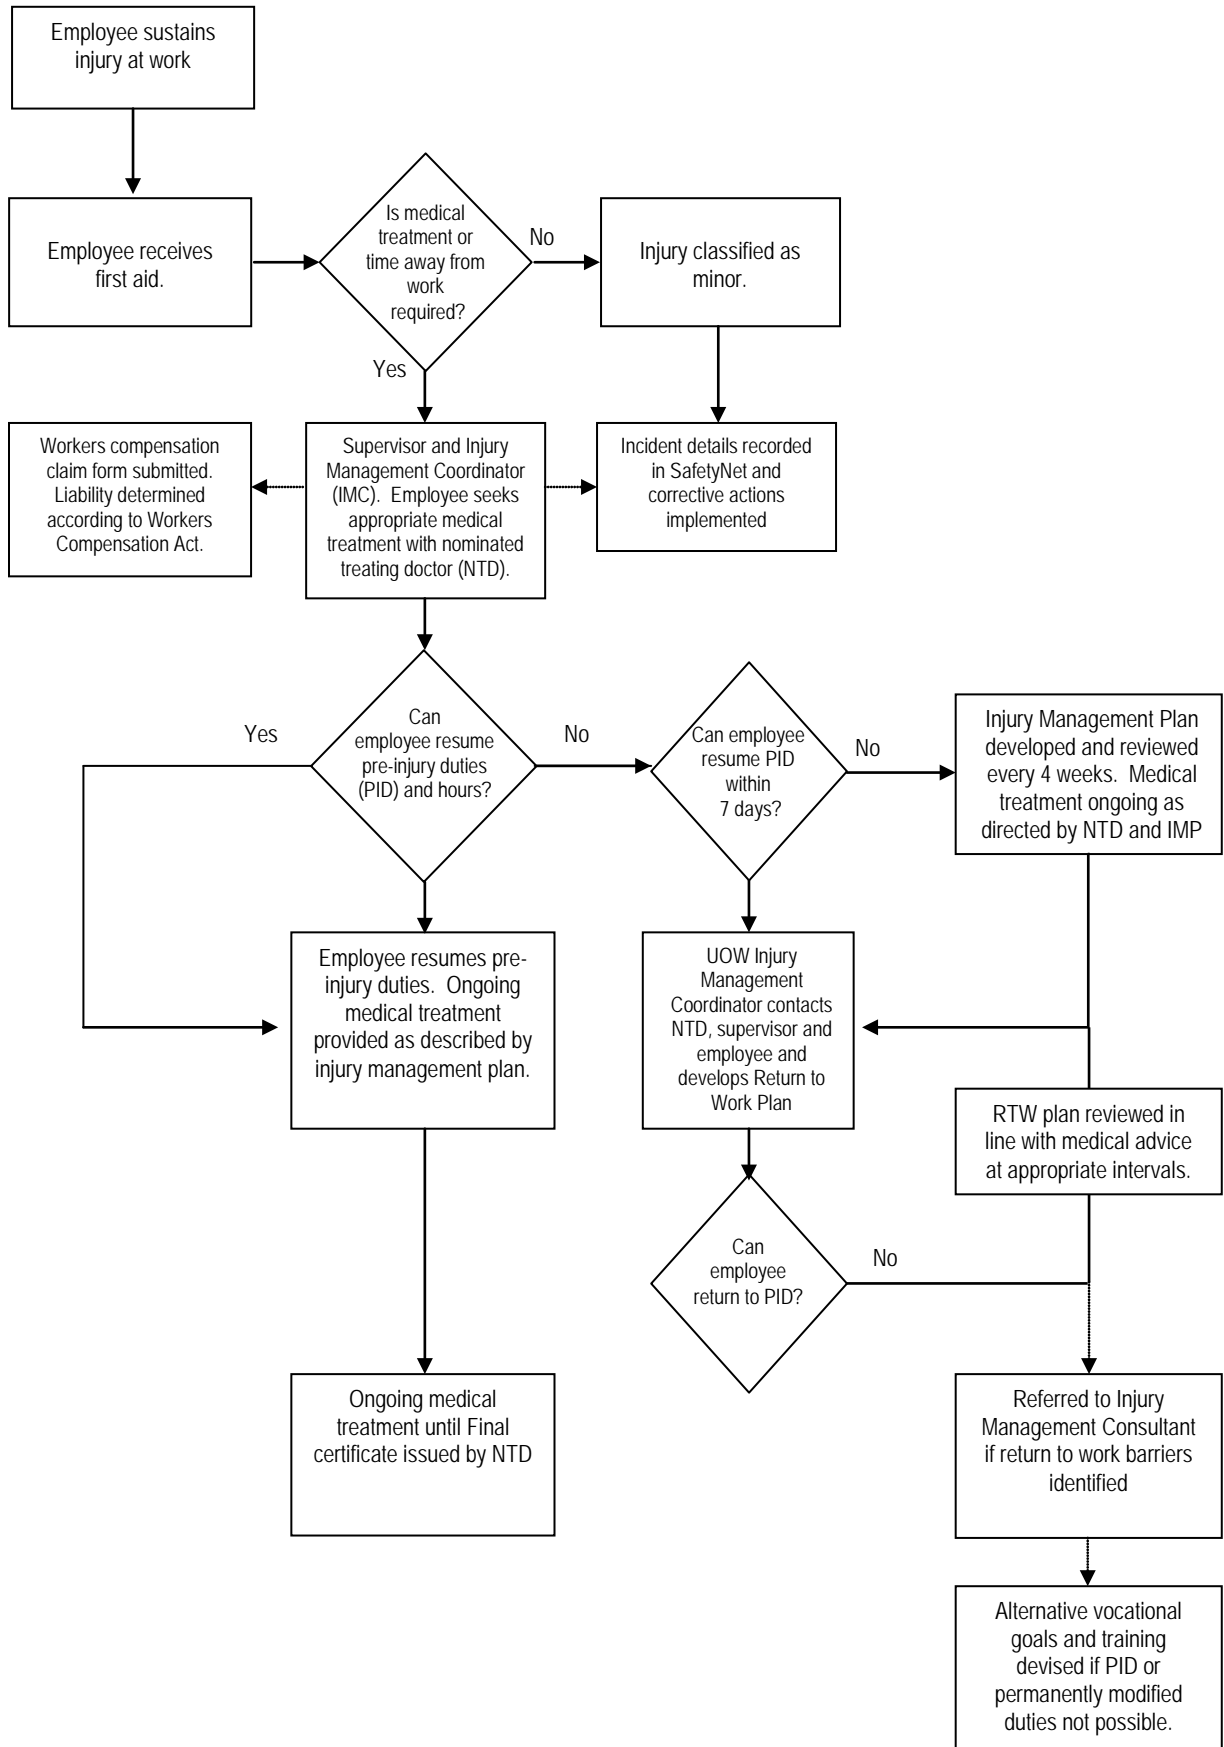 Employee sustains
injury at work
Employee receives
first aid.
Is medical
treatment or
time away from
work
required?
No
Injury classified as
minor.
Yes
Workers compensation
claim form submitted.
Liability determined
according to Workers
Compensation Act.
Supervisor and Injury
Management Coordinator
(IMC). Employee seeks
appropriate medical
treatment with nominated
treating doctor (NTD).
Incident details recorded
in SafetyNet and
corrective actions
implemented
Yes
Can
employee resume
pre-injury duties
(PID) and hours?
No
Can employee
resume PID
within
7 days?
No
Injury Management Plan
developed and reviewed
every 4 weeks. Medical
treatment ongoing as
directed by NTD and IMP
Employee resumes pre-
injury duties. Ongoing
medical treatment
provided as described by
injury management plan.
UOW Injury
Management
Coordinator contacts
NTD, supervisor and
employee and
develops Return to
Work Plan
RTW plan reviewed in
line with medical advice
at appropriate intervals.
Can
employee
return to PID?
No
Ongoing medical
treatment until Final
certificate issued by NTD
Referred to Injury
Management Consultant
if return to work barriers
identified
Alternative vocational
goals and training
devised if PID or
permanently modified
duties not possible.